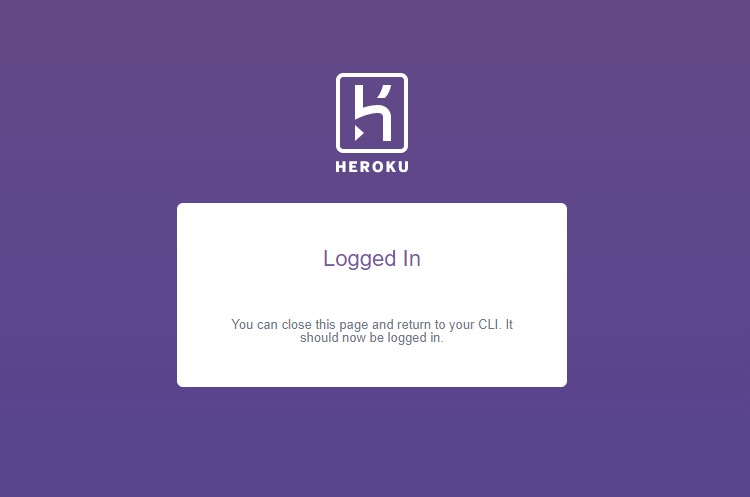 HEROKU
Logged In
You can close this page and return to your CLI. It
should now be logged in.